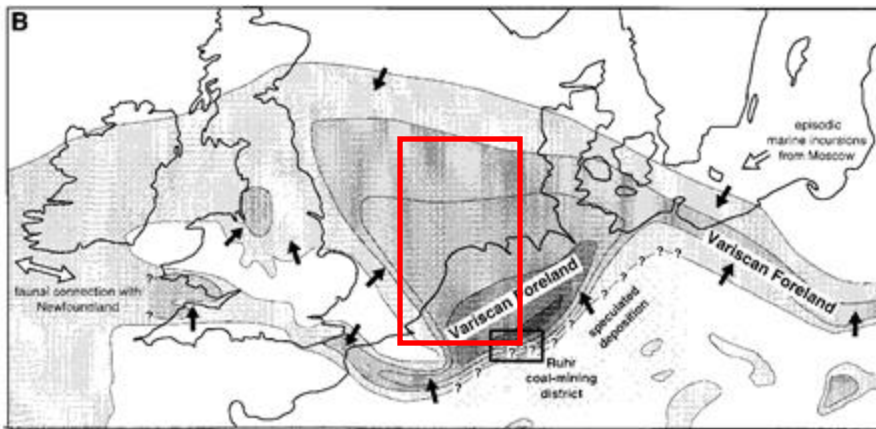 B
episodic
marine incursions
from Moscow
Variscan Foreland
faunal connection with
Newfoundland
?
?
Variscan Foreland
speculated
deposition
? ?
Ruhr
coal-mining
district